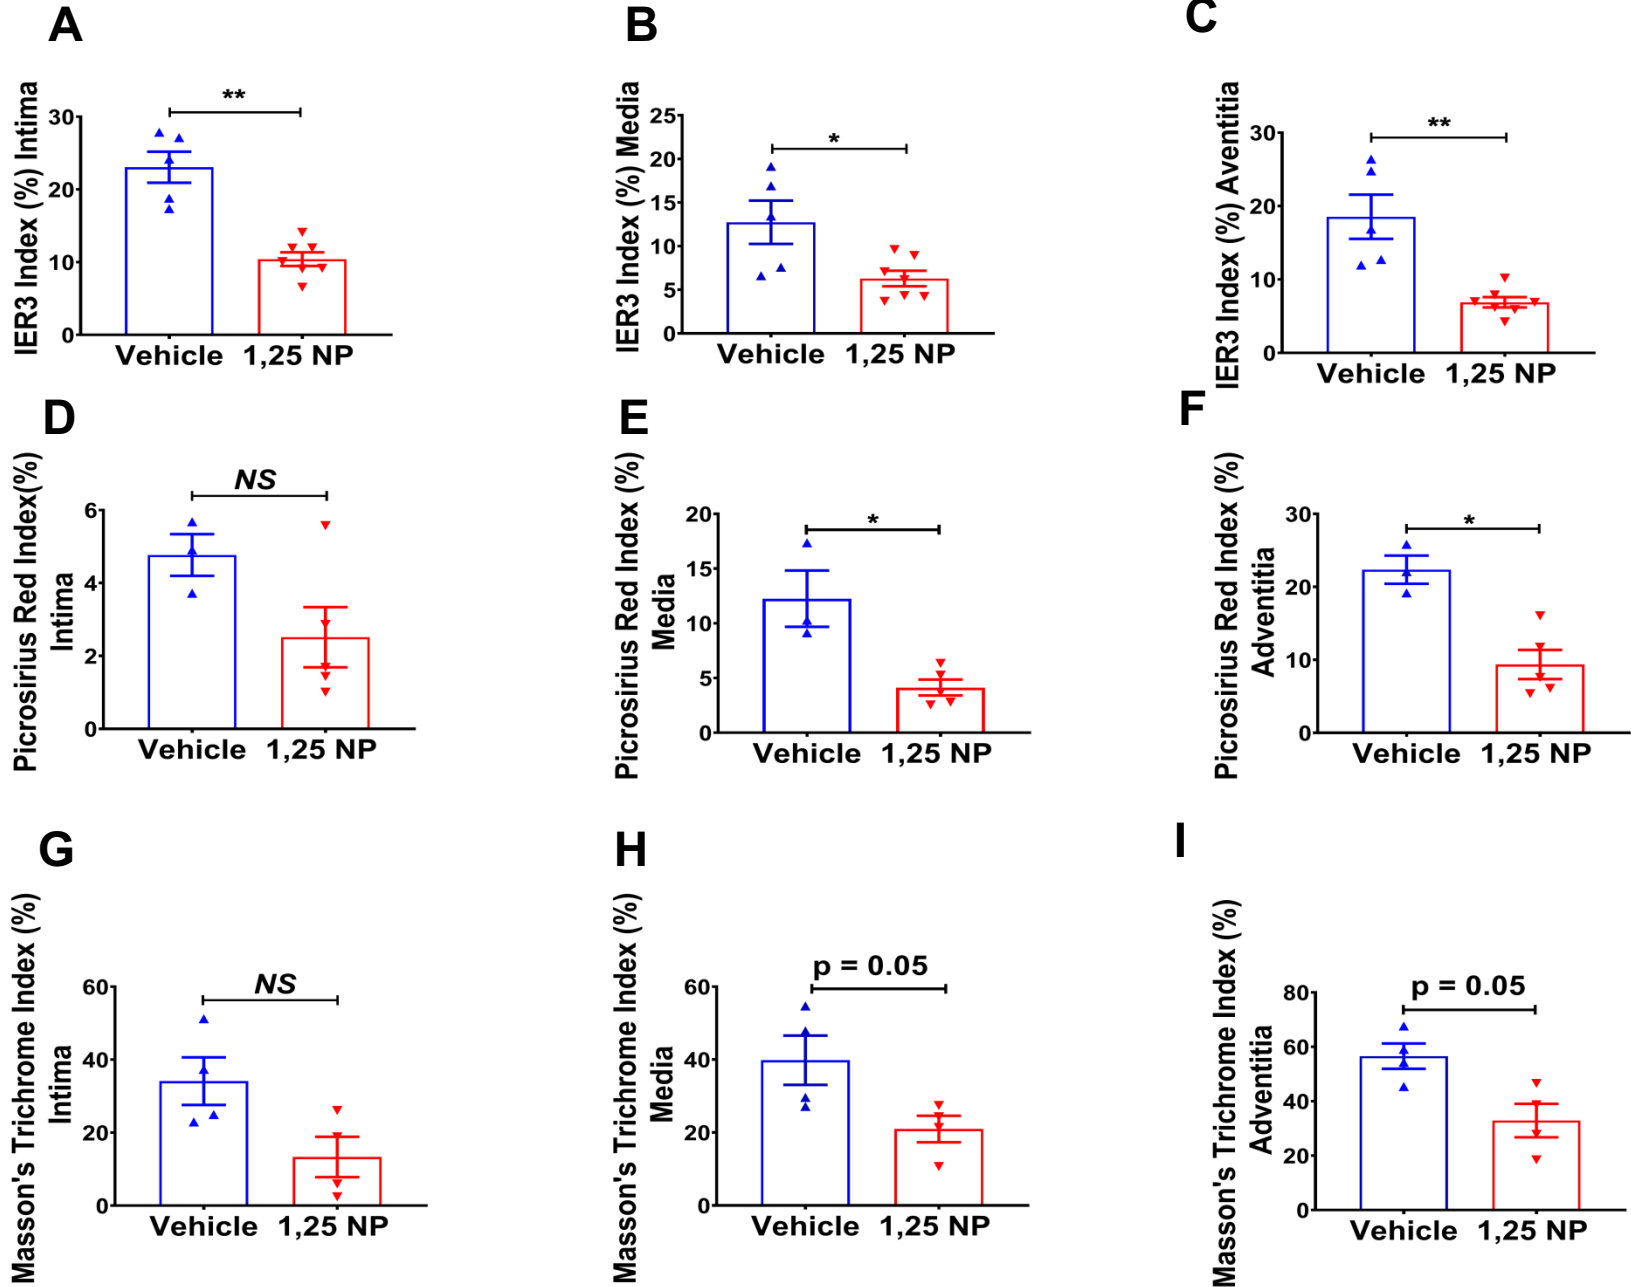 A
IER3 Index (%) Intima
30
20
10
0
**
Vehicle
1,25 NP
B
IER3 Index (%) Media
25
20
15
10
5
0
*
Vehicle
1,25 NP
C
IER3 Index (%) Aventitia
30
20
10
0
**
Vehicle
1,25 NP
D
Picrosirius Red Index(%)
Intima
6
4
2
0
NS
Vehicle
1,25 NP
E
Picrosirius Red Index (%)
Media
20
15
10
5
0
*
Vehicle
1,25 NP
F
Picrosirius Red Index (%)
Adventitia
30
20
10
0
*
Vehicle
1,25 NP
G
Masson's Trichrome Index (%)
Intima
60
40
20
0
NS
Vehicle
1,25 NP
H
Masson's Trichrome Index (%)
Media
60
40
20
0
p = 0.05
Vehicle
1,25 NP
I
Masson's Trichrome Index (%)
Adventitia
80
60
40
20
0
p = 0.05
Vehicle
1,25 NP